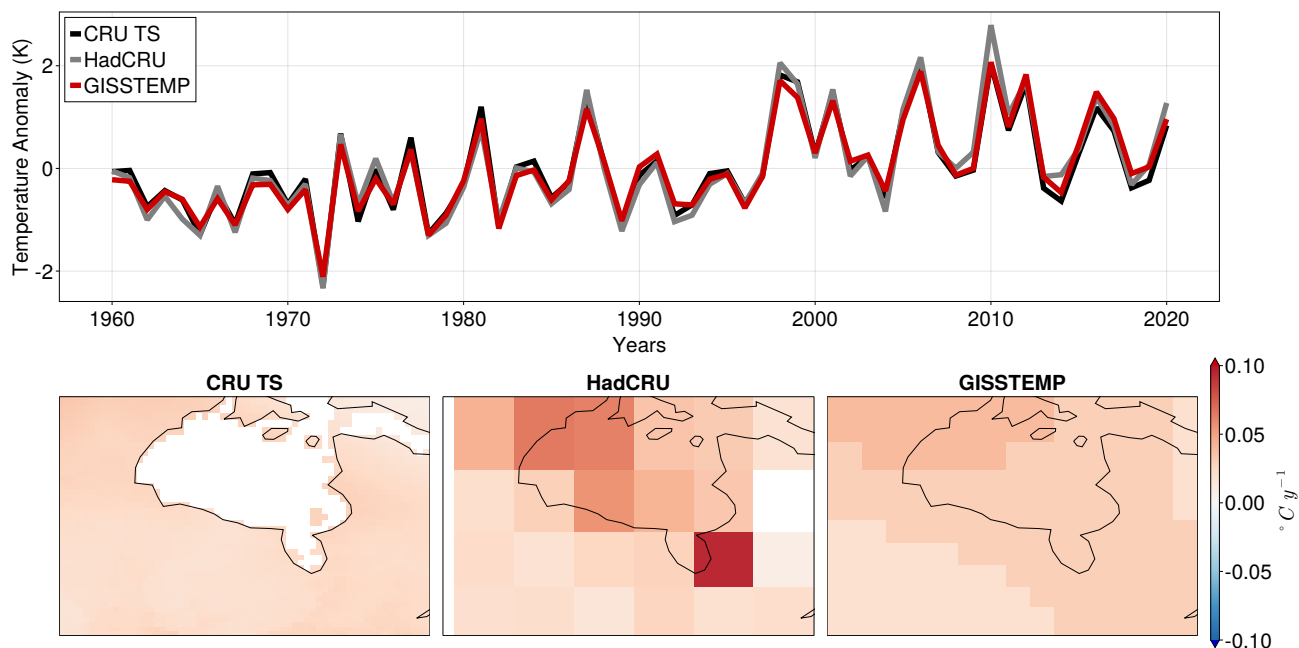 Temperature Anomaly (K)
CRU TS
HadCRU
GISSTEMP
2
0
-2
1960 1970 1980 1990 2000 2010 2020
Years
CRU TS HadCRU GISSTEMP
0.10
0.05
0.00
-0.05
-0.10
° C y⁻¹